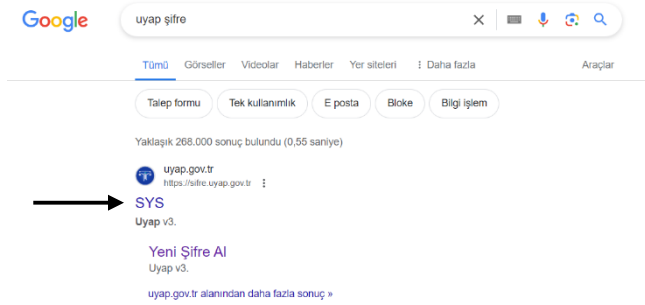 Google
uyap şifre
Tümü Görseller Videolar Haberler Yer siteleri Daha fazla Araçlar
Talep formu Tek kullanımlık E posta Bloke Bilgi işlem
Yaklaşık 268.000 sonuç bulundu (0,55 saniye)
uyap.gov.tr
https://sifre.uyap.gov.tr
SYS
Uyap v3.
Yeni Şifre Al
Uyap v3.
uyap.gov.tr alanından daha fazla sonuç »